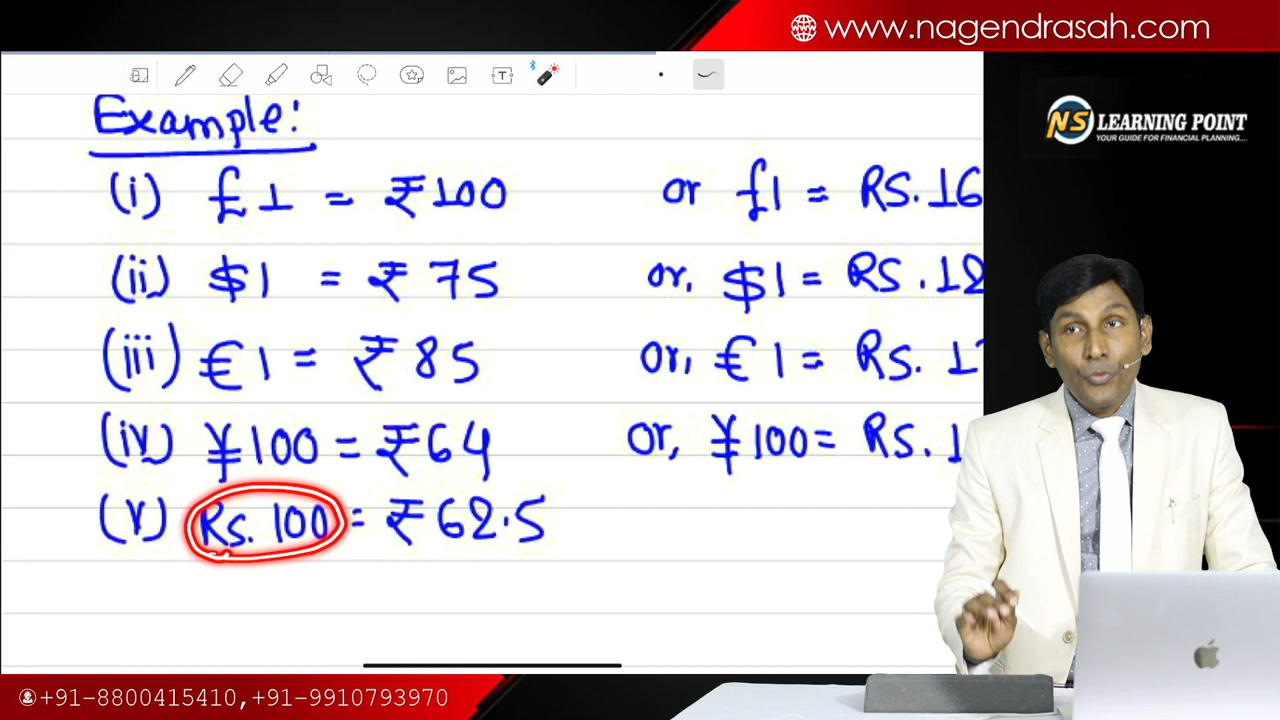 www.nagendrasah.com
NS LEARNING POINT
YOUR GUIDE FOR FINANCIAL PLANNING....
T
Example:
(i) £1 = ₹100 or £1 = RS. 16
(ii) $1 = ₹ 75 or, $1 = RS. 12
(iii) €1 = ₹ 85 or, €1 = RS.
(iv) ¥100 = ₹64 or, ¥100 = RS. 1
(v) Rs. 100 = ₹62.5
+91-8800415410,+91-9910793970